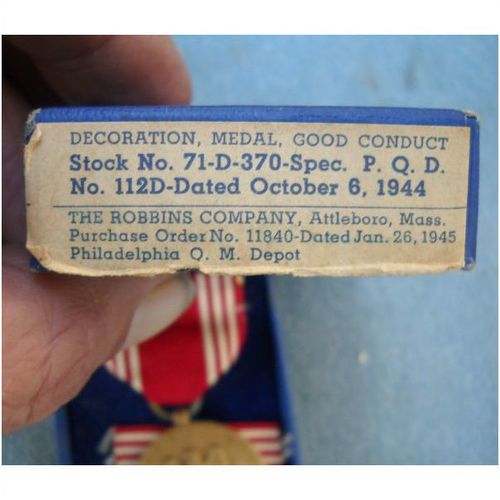 DECORATION, MEDAL, GOOD CONDUCT
Stock No. 71-D-370-Spec. P. Q. D.
No. 112D-Dated October 6, 1944
THE ROBBINS COMPANY, Attleboro, Mass.
Purchase Order No. 11840-Dated Jan. 26, 1945
Philadelphia Q. M. Depot